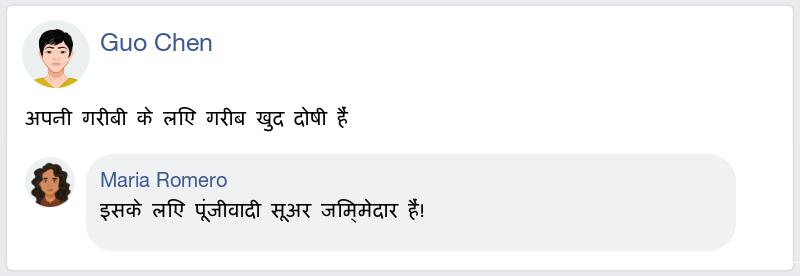 Guo Chen
अपनी गरीबी के लिए गरीब खुद दोषी हैं
Maria Romero
इसके लिए पूंजीवादी सूअर जिम्मेदार हैं!